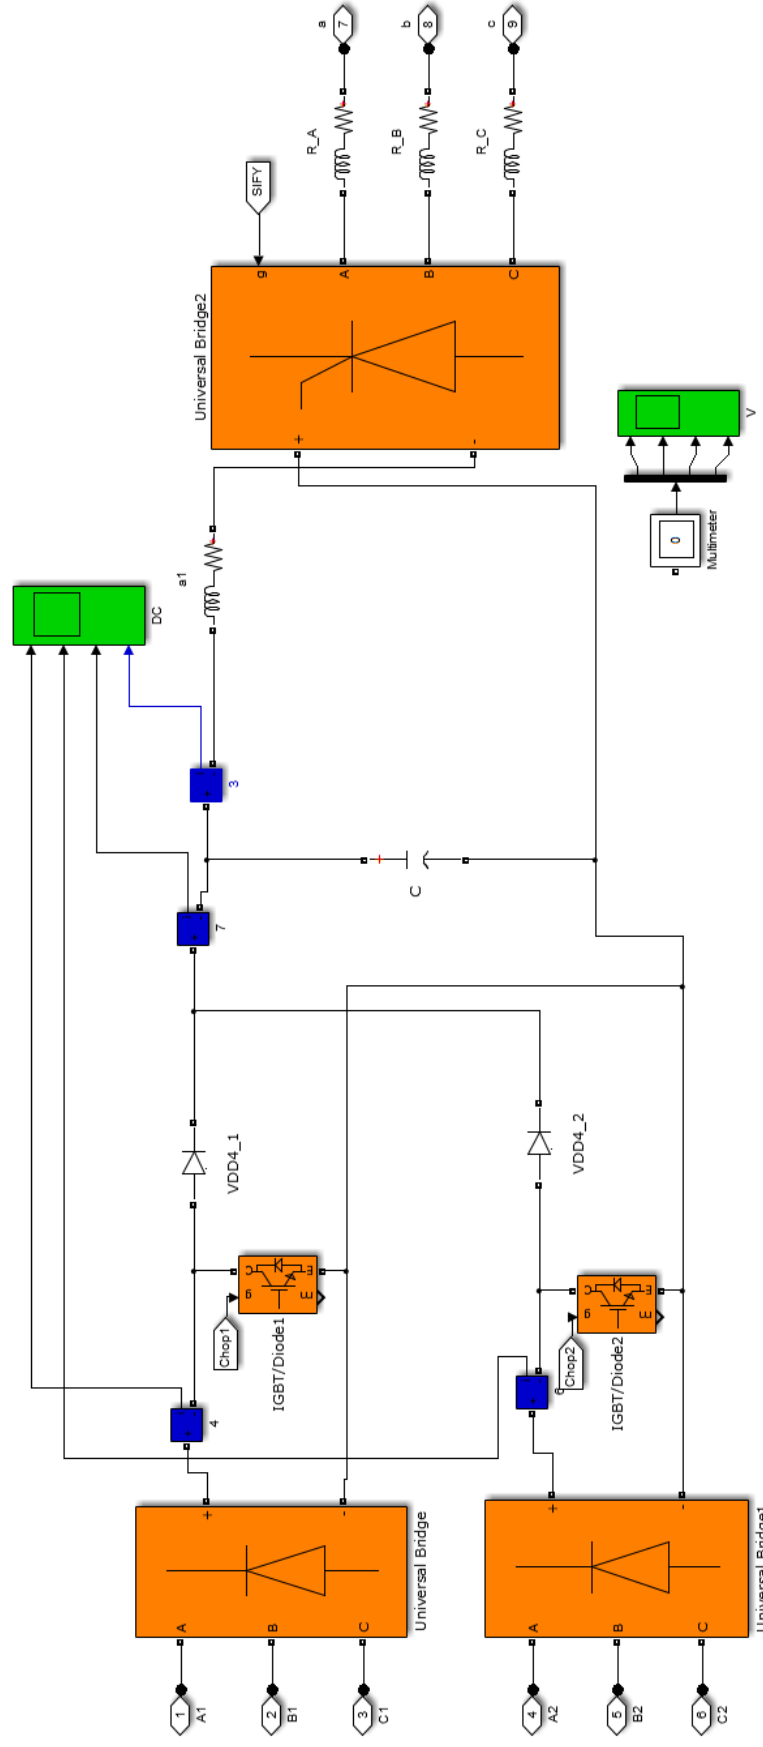 DC
4
Chop1
IGBT/Diode1
g
C
E
m
VDD4_1
7
3
a1
Universal Bridge2
SIFY
g
+
-
A
B
C
R_A
R_B
R_C
7
a
8
b
9
c
1
A1
2
B1
3
C1
A
B
C
+
-
Universal Bridge
C
6
Chop2
IGBT/Diode2
g
C
E
m
VDD4_2
4
A2
5
B2
6
C2
A
B
C
+
-
Universal Bridge1
0
Multimeter
V